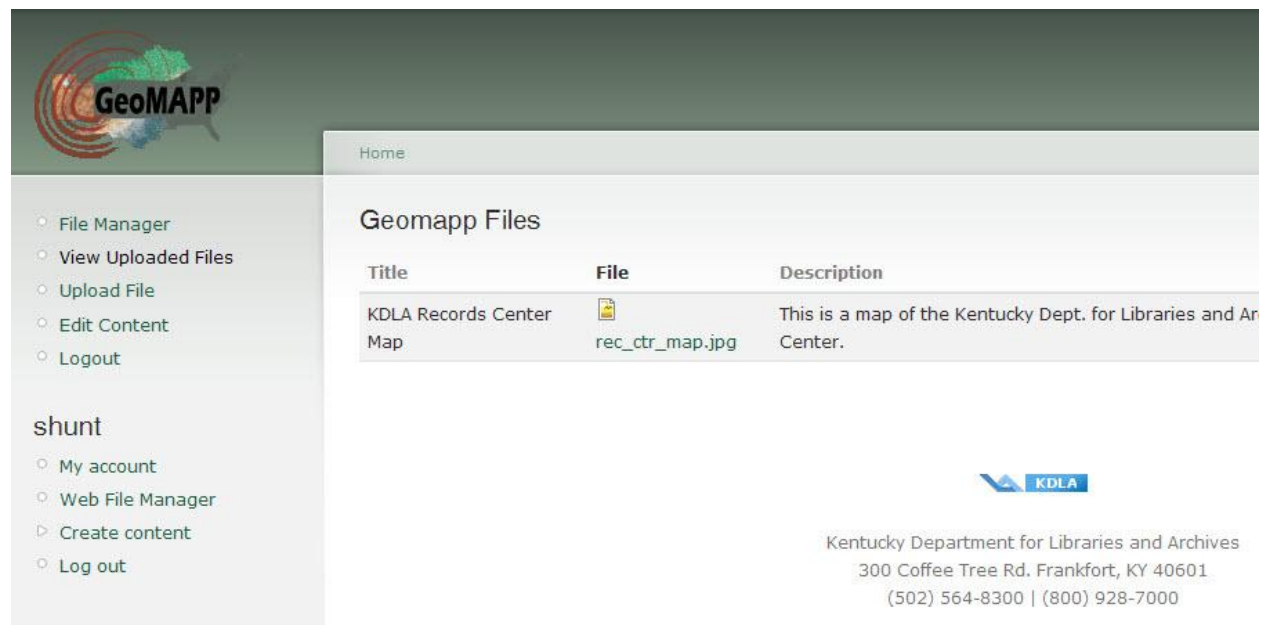 GeoMAPP
Home
File Manager
View Uploaded Files
Upload File
Edit Content
Logout
shunt
My account
Web File Manager
Create content
Log out
Geomapp Files
Title File Description
KDLA Records Center
Map
rec_ctr_map.jpg
This is a map of the Kentucky Dept. for Libraries and
Center.
KDLA
Kentucky Department for Libraries and Archives
300 Coffee Tree Rd. Frankfort, KY 40601
(502) 564-8300 | (800) 928-7000